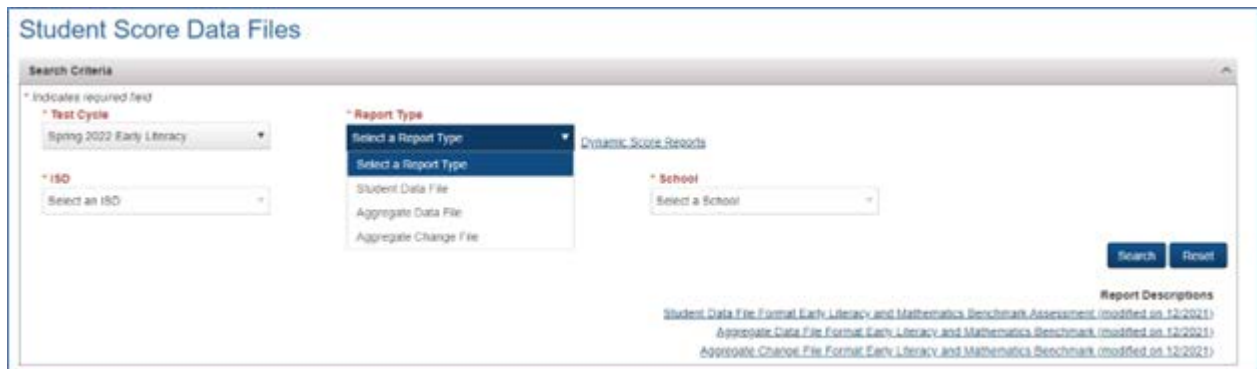 Student Score Data Files
Search Criteria
* Indicates required field
* Test Cycle
* Report Type
Spring 2022 Early Literacy
Select a Report Type
Dynamic Score Reports
Select a Report Type
Student Data File
Aggregate Data File
Aggregate Change File
* ISD
Select an ISD
* School
Select a School
Search
Reset
Report Descriptions
Student Data File Format Early Literacy and Mathematics Benchmark Assessment (modified on 12/2021)
Aggregate Data File Format Early Literacy and Mathematics Benchmark (modified on 12/2021)
Aggregate Change File Format Early Literacy and Mathematics Benchmark (modified on 12/2021)